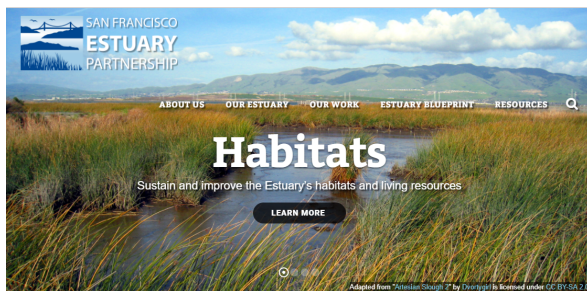 SAN FRANCISCO
ESTUARY
PARTNERSHIP
ABOUT US OUR ESTUARY OUR WORK ESTUARY BLUEPRINT RESOURCES
Habitats
Sustain and improve the Estuary's habitats and living resources
LEARN MORE
Adapted from "Artesian Slough 2" by Dvortygirl is licensed under CC BY-SA 2